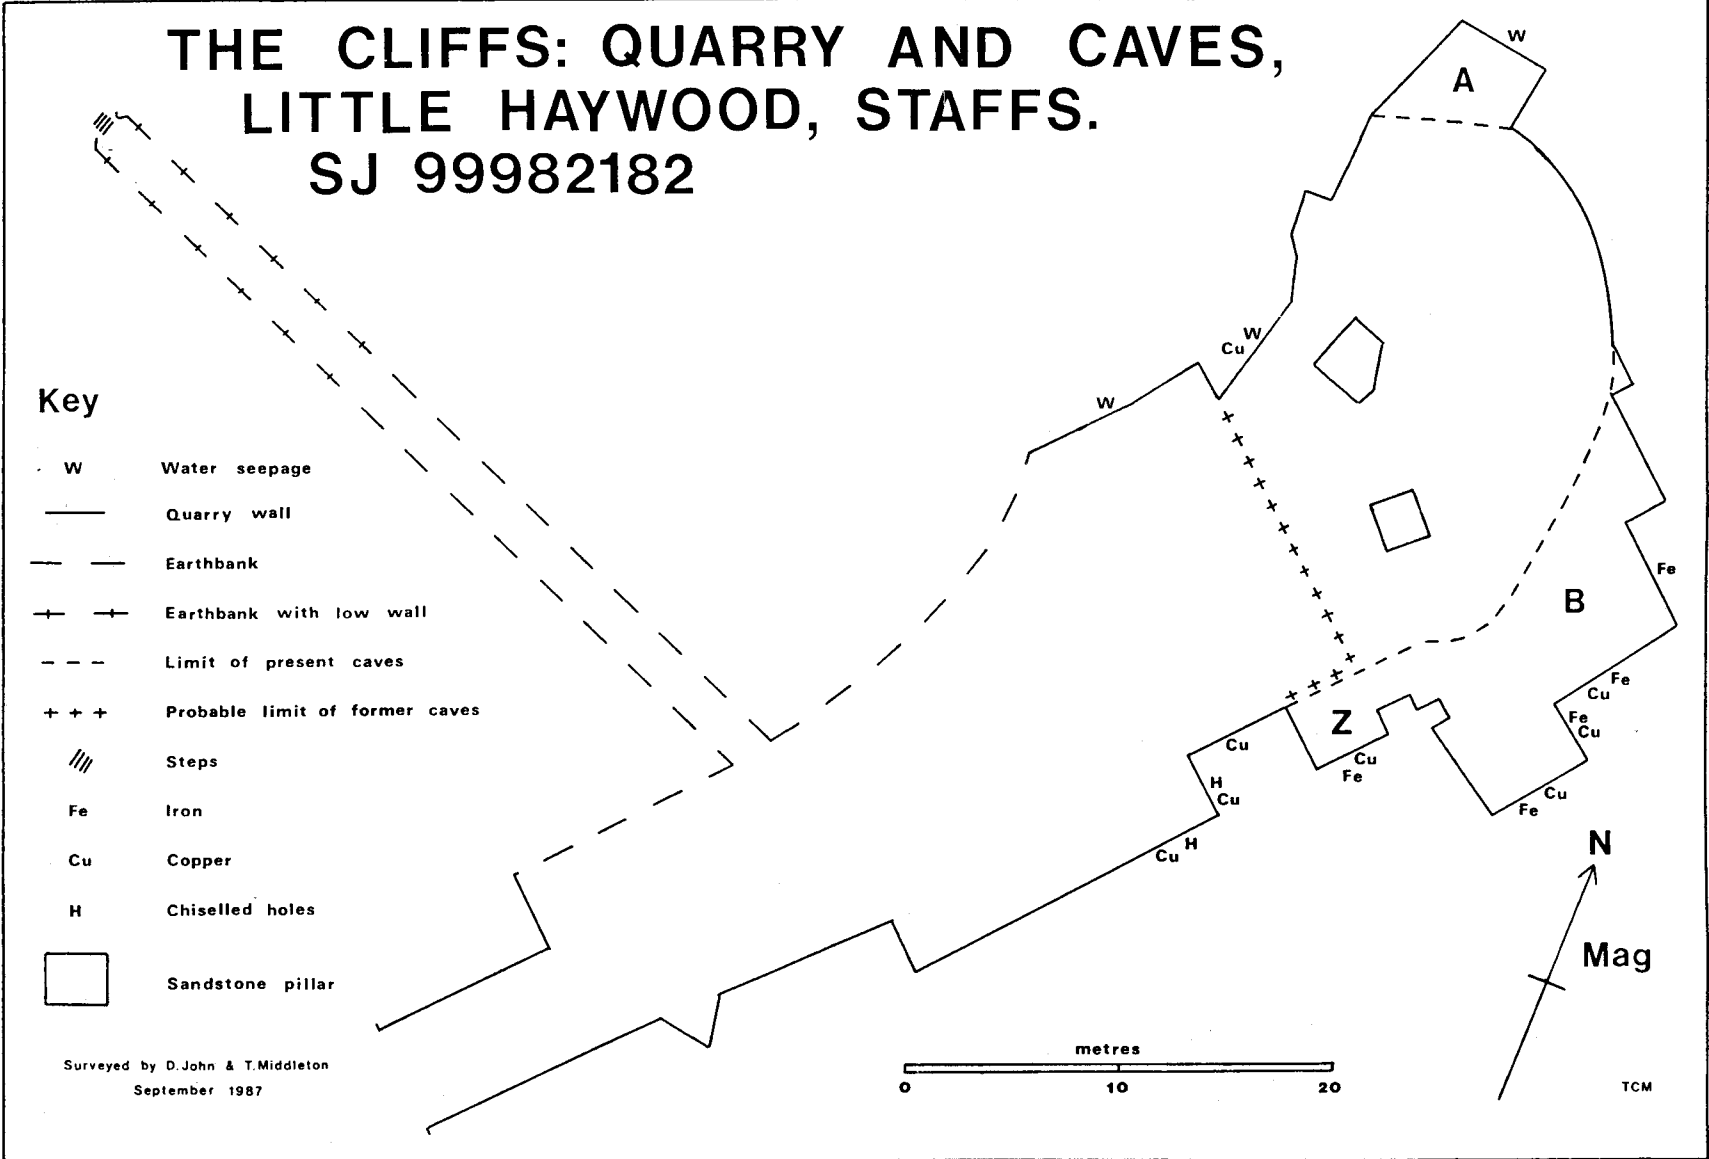 THE CLIFFS: QUARRY AND CAVES,
LITTLE HAYWOOD, STAFFS.
SJ 99982182
W
A
W
Cu
W
Key
W Water seepage
Quarry wall
Earthbank
Earthbank with low wall
Limit of present caves
Probable limit of former caves
Steps
Fe Iron
Cu Copper
H Chiselled holes
Sandstone pillar
Fe
B
Fe
Cu
Fe
Cu
Z
Cu
Cu
Fe
H
Cu
Cu
Fe
H
Cu
N
Mag
metres
0 10 20
Surveyed by D.John & T.Middleton
September 1987
TCM